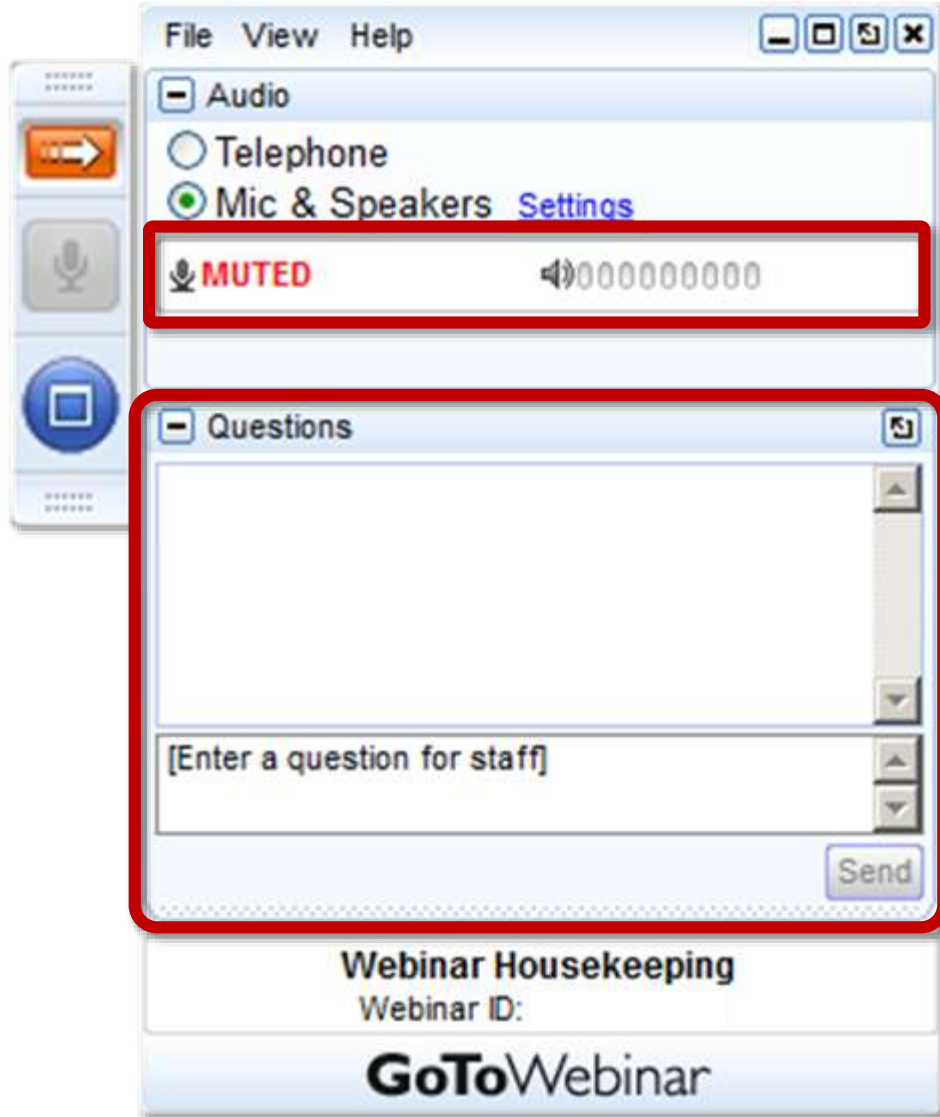 File View Help
Audio
Telephone
Mic & Speakers Settings
MUTED
Questions
[Enter a question for staff]
Send
Webinar Housekeeping
Webinar ID:
GoToWebinar